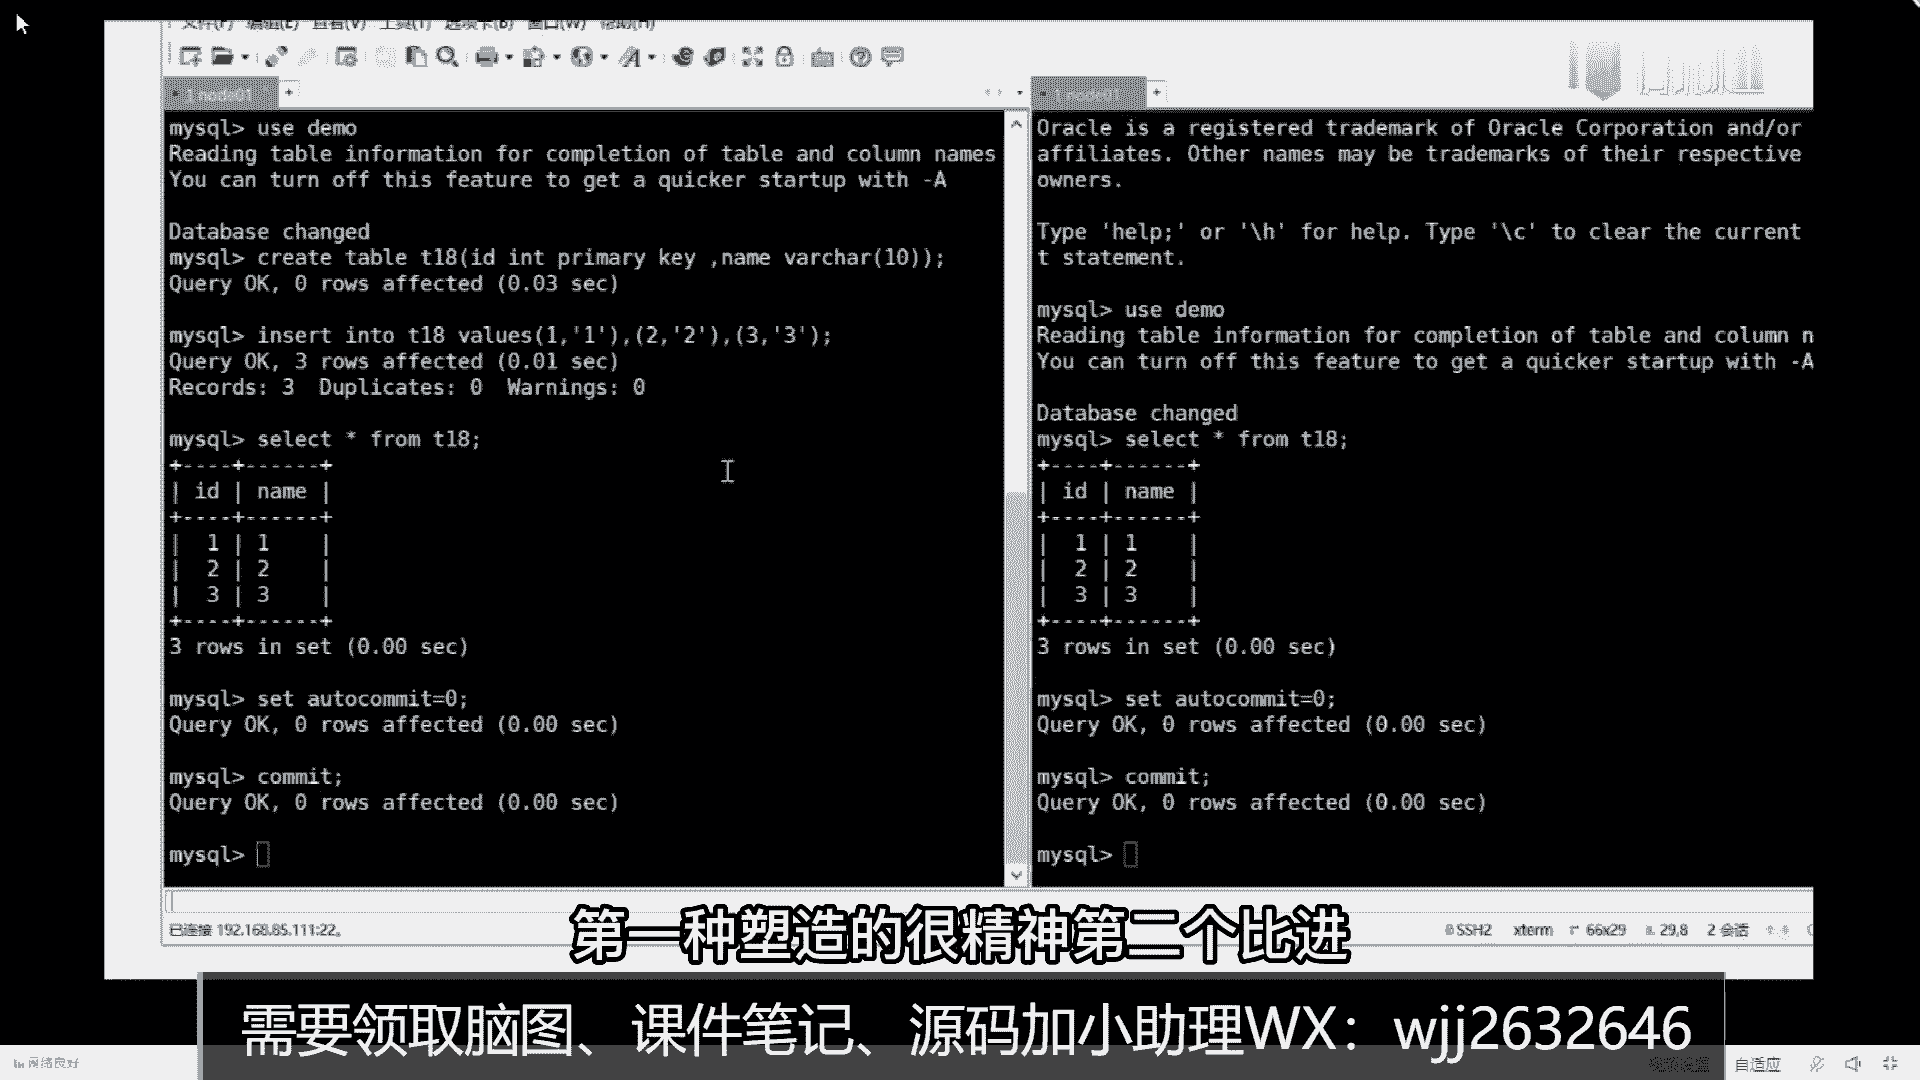 文件(F) 编辑(E) 查看(V) 工具(T) 选项卡(B) 窗口(W) 帮助(H)
1 node01
mysql> use demo
Reading table information for completion of table and column names
You can turn off this feature to get a quicker startup with -A
Database changed
mysql> create table t18(id int primary key ,name varchar(10));
Query OK, 0 rows affected (0.03 sec)
mysql> insert into t18 values(1,'1'),(2,'2'),(3,'3');
Query OK, 3 rows affected (0.01 sec)
Records: 3  Duplicates: 0  Warnings: 0
mysql> select * from t18;
+----+------+
| id | name |
+----+------+
|  1 | 1    |
|  2 | 2    |
|  3 | 3    |
+----+------+
3 rows in set (0.00 sec)
mysql> set autocommit=0;
Query OK, 0 rows affected (0.00 sec)
mysql> commit;
Query OK, 0 rows affected (0.00 sec)
mysql>
Oracle is a registered trademark of Oracle Corporation and/or
affiliates. Other names may be trademarks of their respective
owners.
Type 'help;' or '\h' for help. Type '\c' to clear the current
t statement.
mysql> use demo
Reading table information for completion of table and column n
You can turn off this feature to get a quicker startup with -A
Database changed
mysql> select * from t18;
+----+------+
| id | name |
+----+------+
|  1 | 1    |
|  2 | 2    |
|  3 | 3    |
+----+------+
3 rows in set (0.00 sec)
mysql> set autocommit=0;
Query OK, 0 rows affected (0.00 sec)
mysql> commit;
Query OK, 0 rows affected (0.00 sec)
mysql>
已连接 192.168.85.111:22。
SSH2 xterm 66x29 29,8 2 会话
第一种塑造的很精神第二个比进
需要领取脑图、课件笔记、源码加小助理WX：wjj2632646
网络良好
自适应